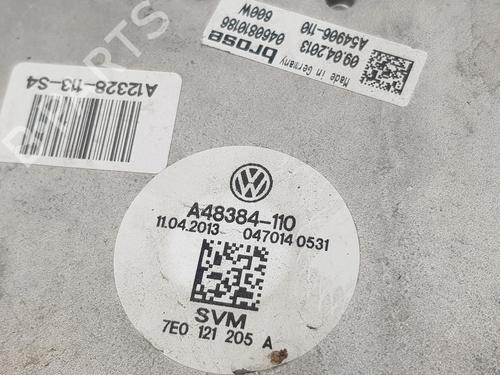 brose
Made in Germany
0460810186
09.04.2013
600W
A54906-110
A12328-113-S4
A48384-110
11.04.2013 047014 0531
SVM
7E0 121 205 A